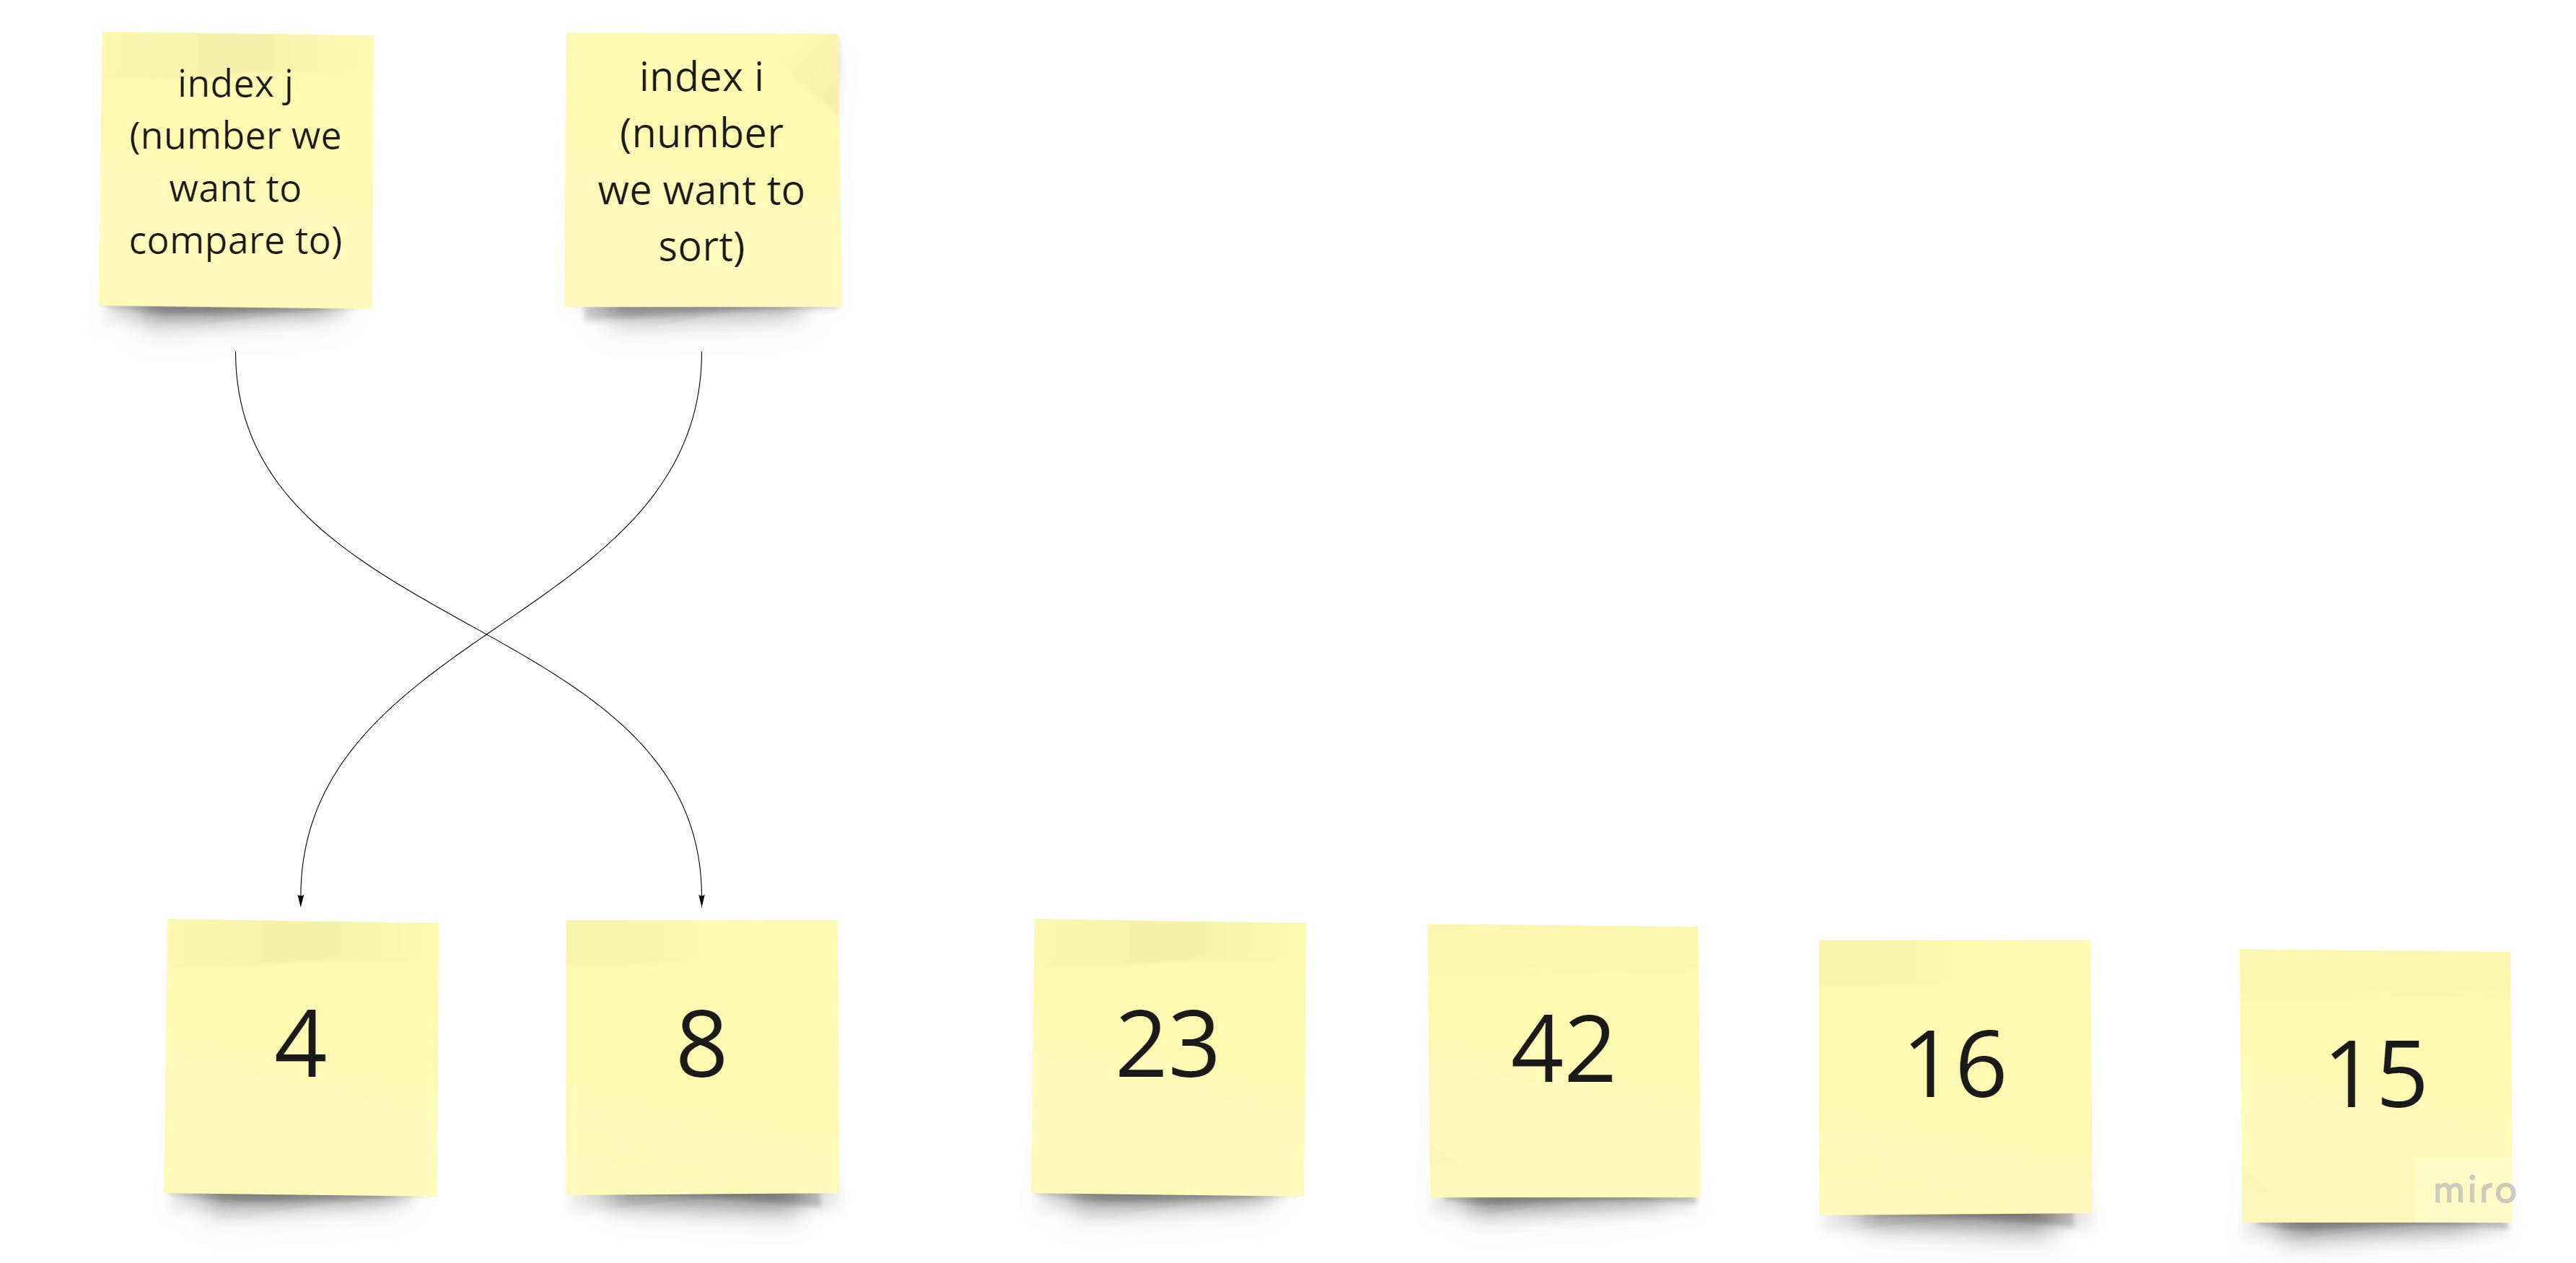 index j
(number we
want to
compare to)
index i
(number
we want to
sort)
4
8
23
42
16
15
miro